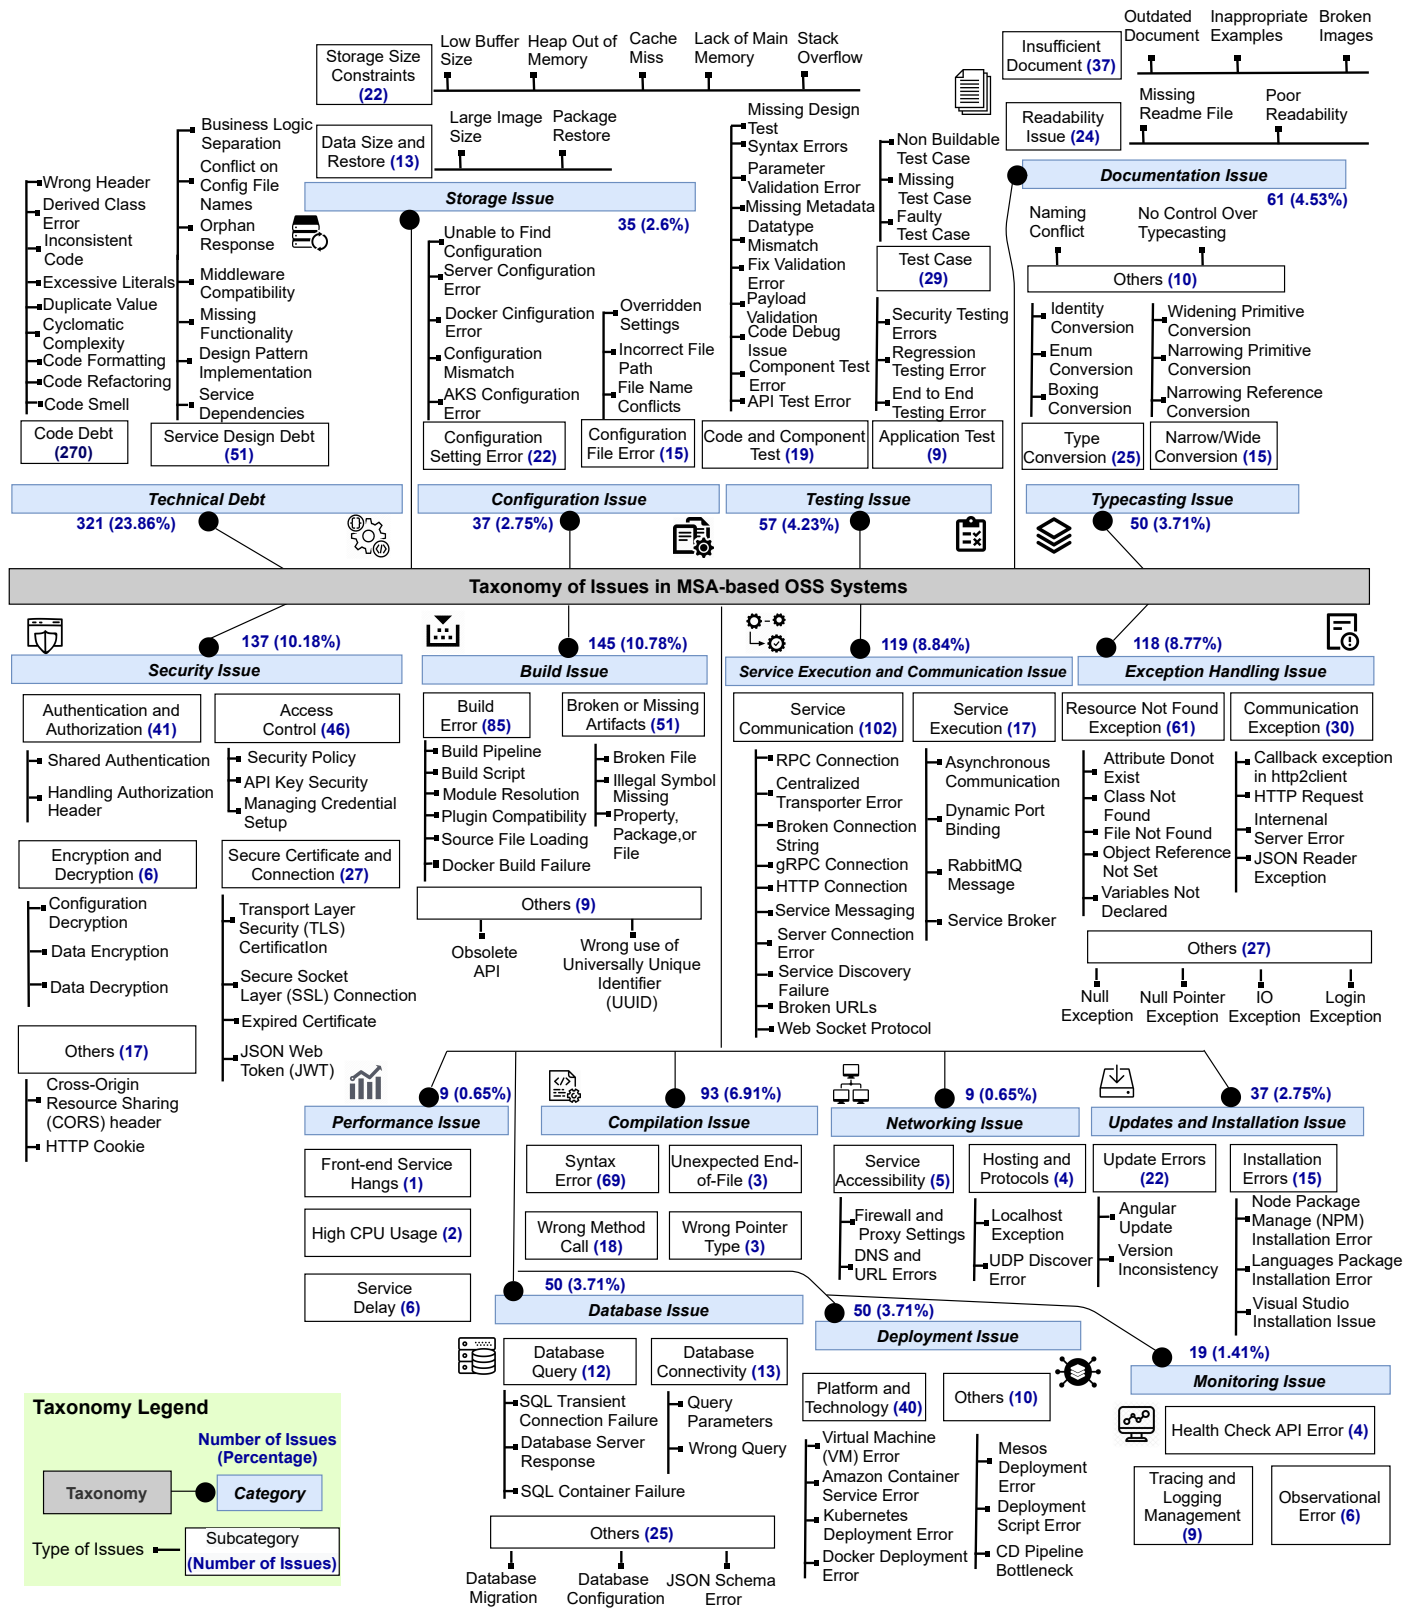 Storage Size
Constraints
(22)
Low Buffer
Size
Heap Out of
Memory
Cache
Miss
Lack of Main
Memory
Stack
Overflow
Data Size and
Restore (13)
Large Image
Size
Package
Restore
Storage Issue
35 (2.6%)
Insufficient
Document (37)
Outdated
Document
Inappropriate
Examples
Broken
Images
Readability
Issue (24)
Missing
Readme File
Poor
Readability
Documentation Issue
61 (4.53%)
Wrong Header
Derived Class
Error
Inconsistent
Code
Excessive Literals
Duplicate Value
Cyclomatic
Complexity
Code Formatting
Code Refactoring
Code Smell
Code Debt
(270)
Business Logic
Separation
Conflict on
Config File
Names
Orphan
Response
Middleware
Compatibility
Missing
Functionality
Design Pattern
Implementation
Service
Dependencies
Service Design Debt
(51)
Technical Debt
321 (23.86%)
Unable to Find
Configuration
Server Configuration
Error
Docker Cinfiguration
Error
Configuration
Mismatch
AKS Configuration
Error
Configuration
Setting Error (22)
Overridden
Settings
Incorrect File
Path
File Name
Conflicts
Configuration
File Error (15)
Configuration Issue
37 (2.75%)
Missing Design
Test
Syntax Errors
Parameter
Validation Error
Missing Metadata
Datatype
Mismatch
Fix Validation
Error
Payload
Validation
Code Debug
Issue
Component Test
Error
API Test Error
Code and Component
Test (19)
Non Buildable
Test Case
Missing
Test Case
Faulty
Test Case
Test Case
(29)
Security Testing
Errors
Regression
Testing Error
End to End
Testing Error
Application Test
(9)
Testing Issue
57 (4.23%)
Naming
Conflict
No Control Over
Typecasting
Others (10)
Identity
Conversion
Enum
Conversion
Boxing
Conversion
Type
Conversion (25)
Widening Primitive
Conversion
Narrowing Primitive
Conversion
Narrowing Reference
Conversion
Narrow/Wide
Conversion (15)
Typecasting Issue
50 (3.71%)
Taxonomy of Issues in MSA-based OSS Systems
137 (10.18%)
Security Issue
Authentication and
Authorization (41)
Shared Authentication
Handling Authorization
Header
Access
Control (46)
Security Policy
API Key Security
Managing Credential
Setup
Encryption and
Decryption (6)
Configuration
Decryption
Data Encryption
Data Decryption
Secure Certificate and
Connection (27)
Transport Layer
Security (TLS)
CertificatIon
Secure Socket
Layer (SSL) Connection
Expired Certificate
JSON Web
Token (JWT)
Others (17)
Cross-Origin
Resource Sharing
(CORS) header
HTTP Cookie
145 (10.78%)
Build Issue
Build
Error (85)
Build Pipeline
Build Script
Module Resolution
Plugin Compatibility
Source File Loading
Docker Build Failure
Broken or Missing
Artifacts (51)
Broken File
Illegal Symbol
Missing
Property,
Package,or
File
Others (9)
Obsolete
API
Wrong use of
Universally Unique
Identifier
(UUID)
119 (8.84%)
Service Execution and Communication Issue
Service
Communication (102)
RPC Connection
Centralized
Transporter Error
Broken Connection
String
gRPC Connection
HTTP Connection
Service Messaging
Server Connection
Error
Service Discovery
Failure
Broken URLs
Web Socket Protocol
Service
Execution (17)
Asynchronous
Communication
Dynamic Port
Binding
RabbitMQ
Message
Service Broker
118 (8.77%)
Exception Handling Issue
Resource Not Found
Exception (61)
Attribute Donot
Exist
Class Not
Found
File Not Found
Object Reference
Not Set
Variables Not
Declared
Communication
Exception (30)
Callback exception
in http2client
HTTP Request
Internenal
Server Error
JSON Reader
Exception
Others (27)
Null
Exception
Null Pointer
Exception
IO
Exception
Login
Exception
9 (0.65%)
Performance Issue
Front-end Service
Hangs (1)
High CPU Usage (2)
Service
Delay (6)
93 (6.91%)
Compilation Issue
Syntax
Error (69)
Unexpected End-
of-File (3)
Wrong Method
Call (18)
Wrong Pointer
Type (3)
9 (0.65%)
Networking Issue
Service
Accessibility (5)
Firewall and
Proxy Settings
DNS and
URL Errors
Hosting and
Protocols (4)
Localhost
Exception
UDP Discover
Error
37 (2.75%)
Updates and Installation Issue
Update Errors
(22)
Angular
Update
Version
Inconsistency
Installation
Errors (15)
Node Package
Manage (NPM)
Installation Error
Languages Package
Installation Error
Visual Studio
Installation Issue
50 (3.71%)
Database Issue
Database
Query (12)
SQL Transient
Connection Failure
Database Server
Response
SQL Container Failure
Database
Connectivity (13)
Query
Parameters
Wrong Query
Others (25)
Database
Migration
Database
Configuration
JSON Schema
Error
50 (3.71%)
Deployment Issue
Platform and
Technology (40)
Virtual Machine
(VM) Error
Amazon Container
Service Error
Kubernetes
Deployment Error
Docker Deployment
Error
Others (10)
Mesos
Deployment
Error
Deployment
Script Error
CD Pipeline
Bottleneck
19 (1.41%)
Monitoring Issue
Health Check API Error (4)
Tracing and
Logging
Management
(9)
Observational
Error (6)
Taxonomy Legend
Number of Issues
(Percentage)
Taxonomy
Category
Type of Issues
Subcategory
(Number of Issues)